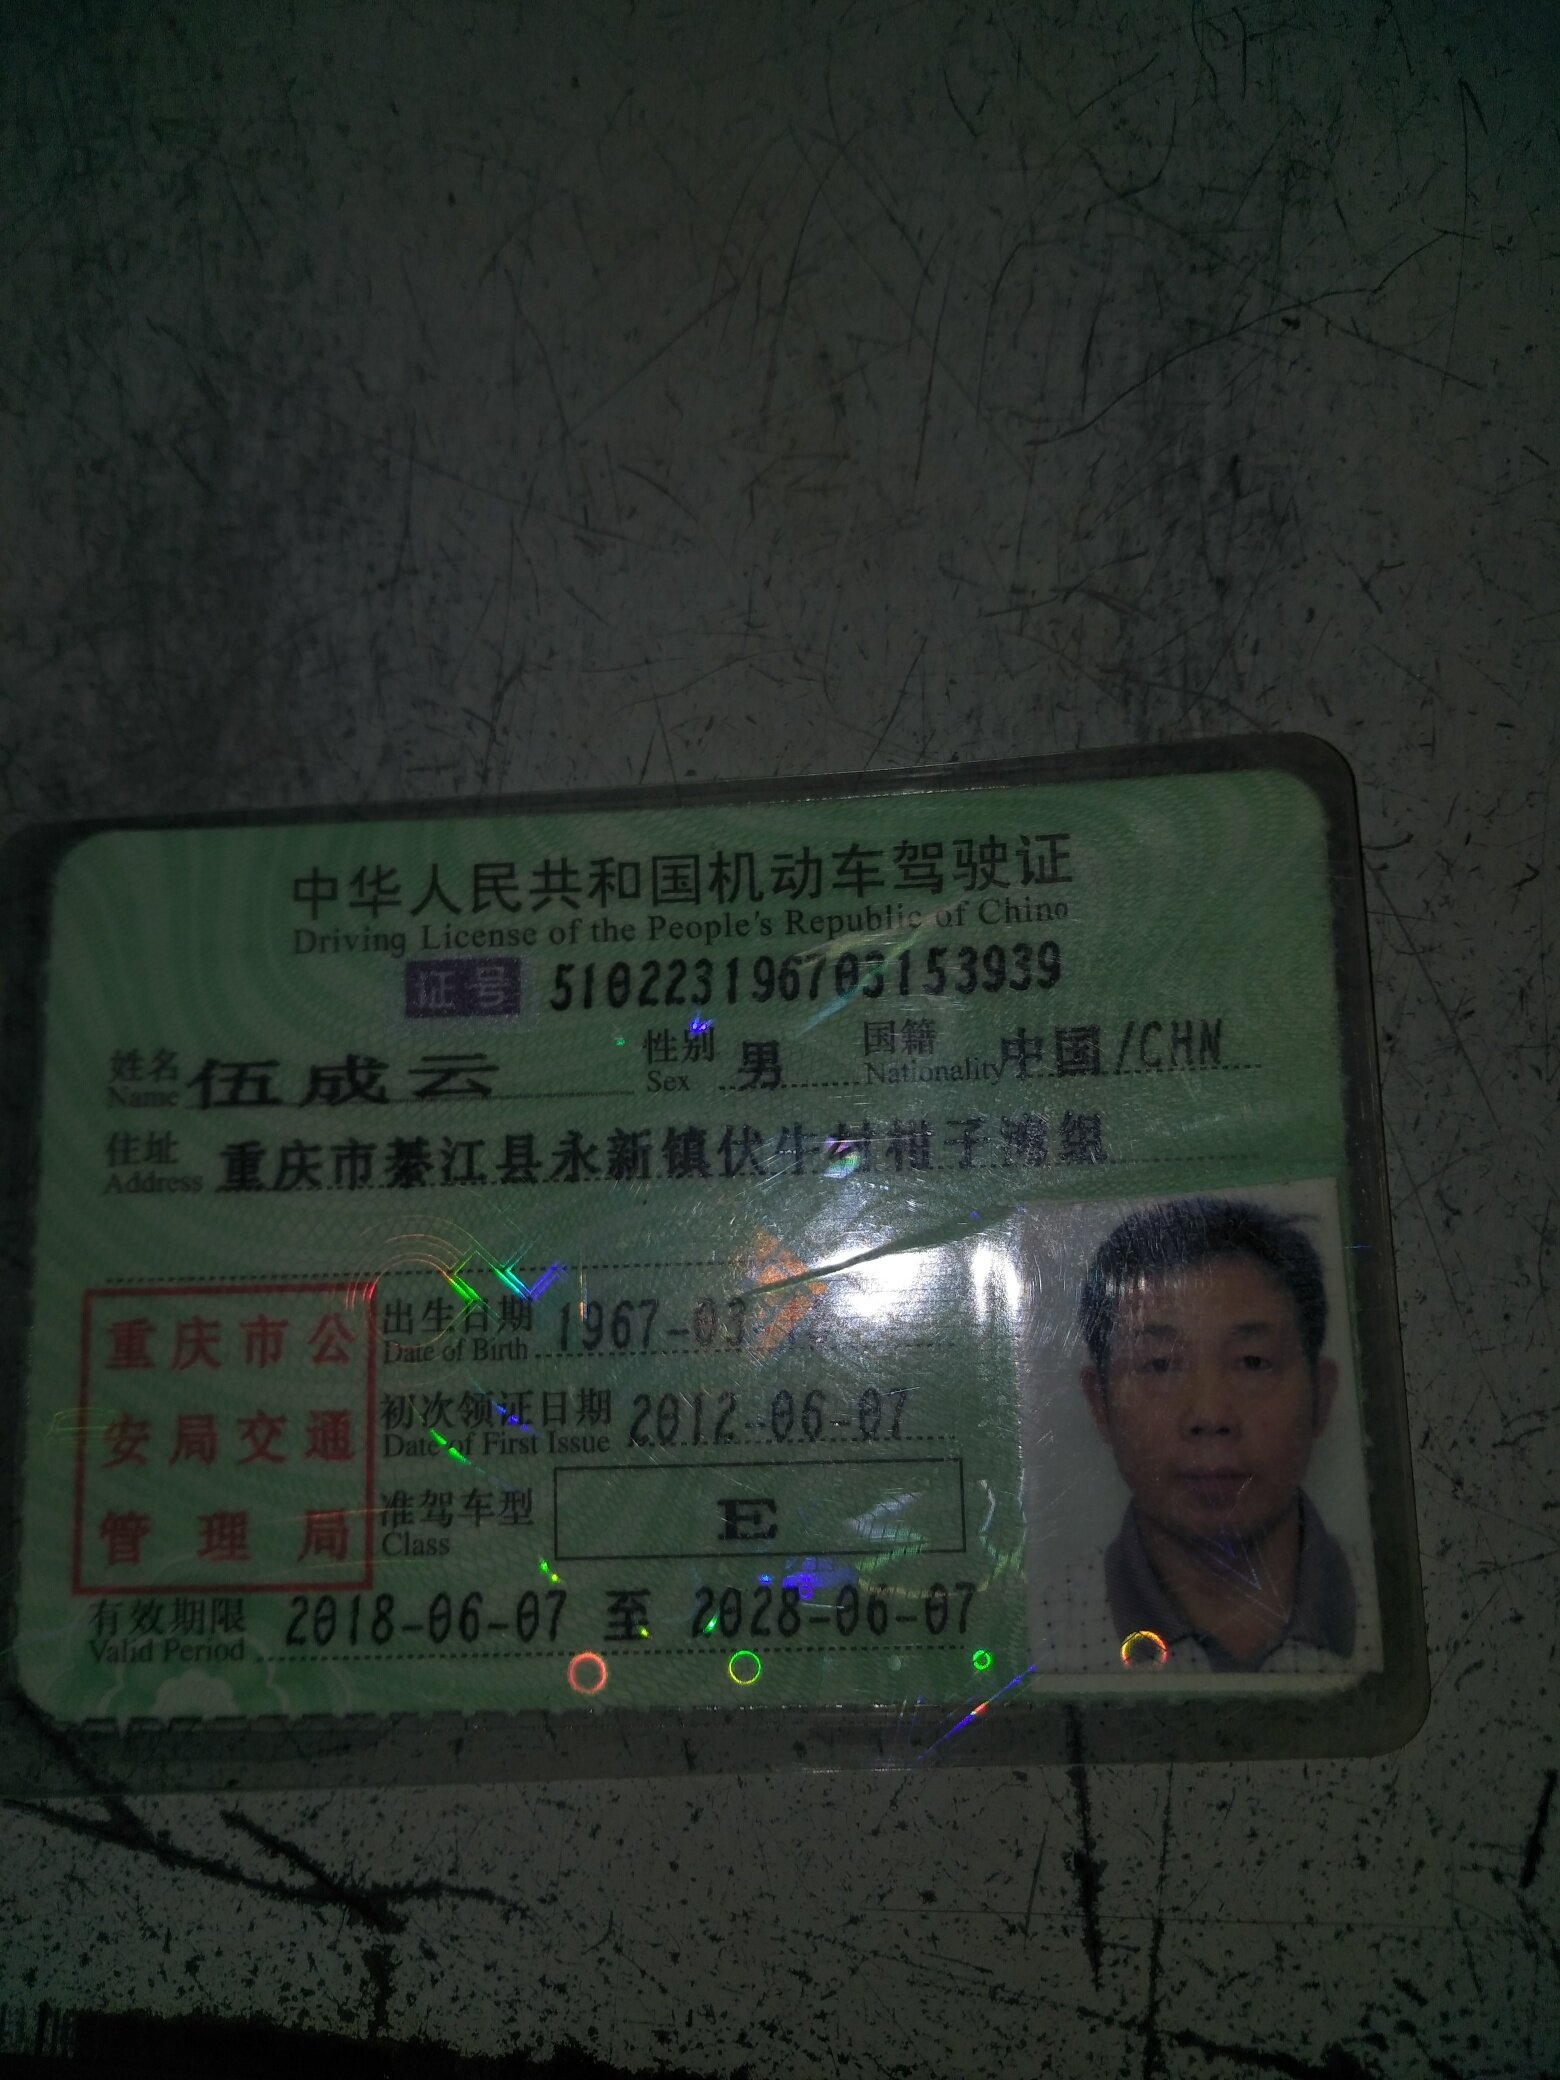 中华人民共和国机动车驾驶证
Driving License of the People's Republic of China
证号 510223196703153939
姓名 伍成云 性别 男 国籍 中国/CHN
Name Sex Nationality
住址 重庆市綦江县永新镇伏牛村柑子湾组
Address
重庆市公
安局交通
管理局
出生日期 1967-03-
Date of Birth
初次领证日期 2012-06-07
Date of First Issue
准驾车型 E
Class
有效期限 2018-06-07 至 2028-06-07
Valid Period